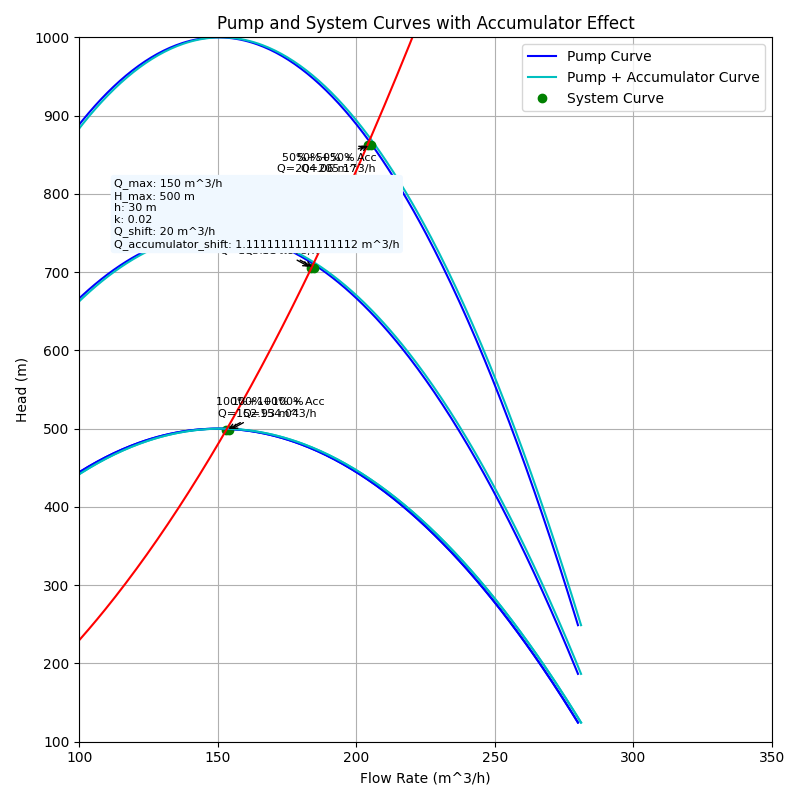 Pump and System Curves with Accumulator Effect
1000
900
800
700
600
500
400
300
200
100
Head (m)
Pump Curve
Pump + Accumulator Curve
System Curve
Q_max: 150 m^3/h
H_max: 500 m
h: 30 m
k: 0.02
Q_shift: 20 m^3/h
Q_accumulator_shift: 1.1111111111111112 m^3/h
100
150
200
250
300
350
Flow Rate (m^3/h)